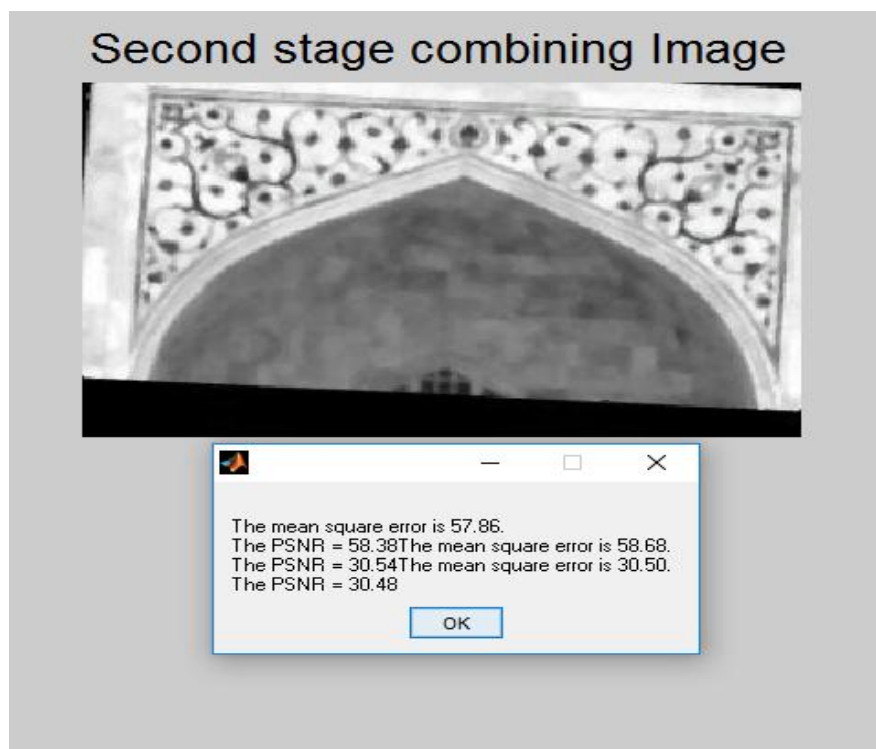 Second stage combining Image
The mean square error is 57.86.
The PSNR = 58.38The mean square error is 58.68.
The PSNR = 30.54The mean square error is 30.50.
The PSNR = 30.48
OK